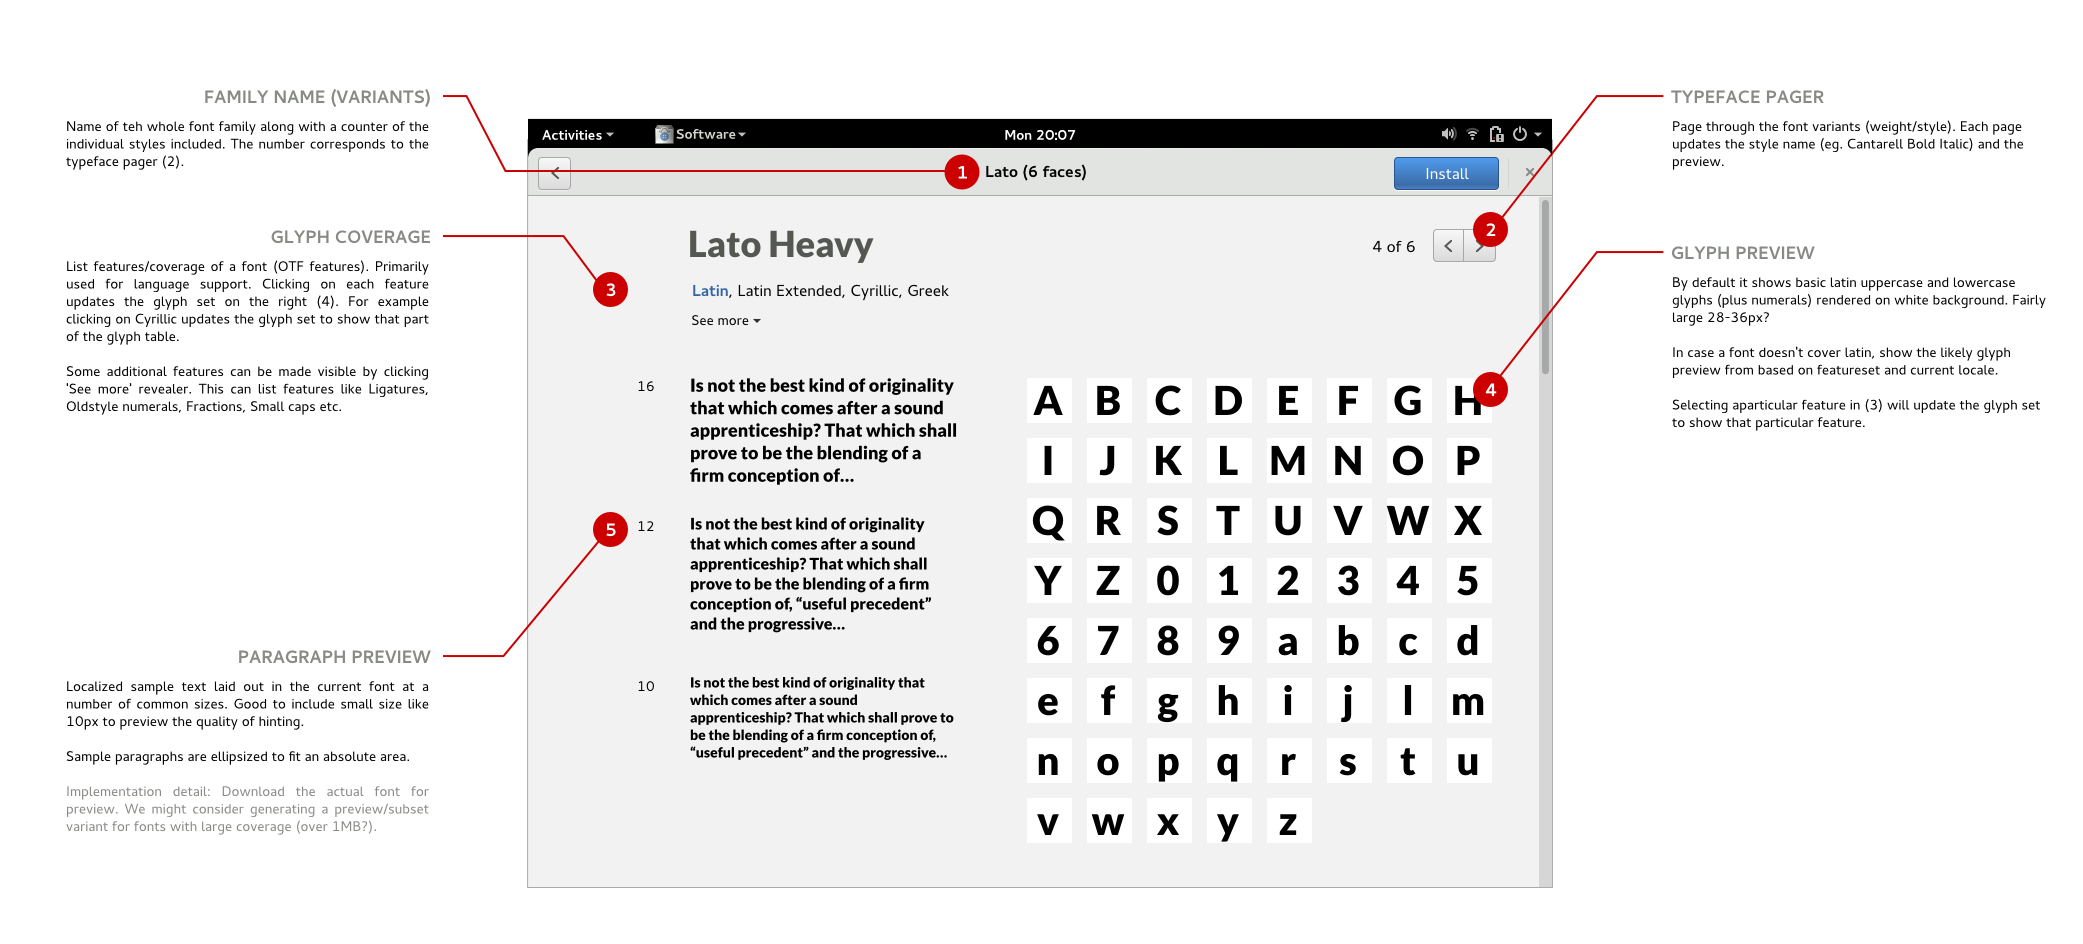 FAMILY NAME (VARIANTS)
Name of teh whole font family along with a counter of the
individual styles included. The number corresponds to the
typeface pager (2).
GLYPH COVERAGE
List features/coverage of a font (OTF features). Primarily
used for language support. Clicking on each feature
updates the glyph set on the right (4). For example
clicking on Cyrillic updates the glyph set to show that part
of the glyph table.
Some additional features can be made visible by clicking
'See more' revealer. This can list features like Ligatures,
Oldstyle numerals, Fractions, Small caps etc.
PARAGRAPH PREVIEW
Localized sample text laid out in the current font at a
number of common sizes. Good to include small size like
10px to preview the quality of hinting.
Sample paragraphs are ellipsized to fit an absolute area.
Implementation detail: Download the actual font for
preview. We might consider generating a preview/subset
variant for fonts with large coverage (over 1MB?).
Activities Software Mon 20:07
1 Lato (6 faces) Install
Lato Heavy
4 of 6
2
3
Latin, Latin Extended, Cyrillic, Greek
See more
16
Is not the best kind of originality
that which comes after a sound
apprenticeship? That which shall
prove to be the blending of a
firm conception of...
5
12
Is not the best kind of originality
that which comes after a sound
apprenticeship? That which shall
prove to be the blending of a firm
conception of, “useful precedent”
and the progressive...
10
Is not the best kind of originality that
which comes after a sound
apprenticeship? That which shall prove to
be the blending of a firm conception of,
“useful precedent” and the progressive...
A B C D E F G H
4
I J K L M N O P
Q R S T U V W X
Y Z 0 1 2 3 4 5
6 7 8 9 a b c d
e f g h i j l m
n o p q r s t u
v w x y z
TYPEFACE PAGER
Page through the font variants (weight/style). Each page
updates the style name (eg. Cantarell Bold Italic) and the
preview.
GLYPH PREVIEW
By default it shows basic latin uppercase and lowercase
glyphs (plus numerals) rendered on white background. Fairly
large 28-36px?
In case a font doesn't cover latin, show the likely glyph
preview from based on featureset and current locale.
Selecting aparticular feature in (3) will update the glyph set
to show that particular feature.